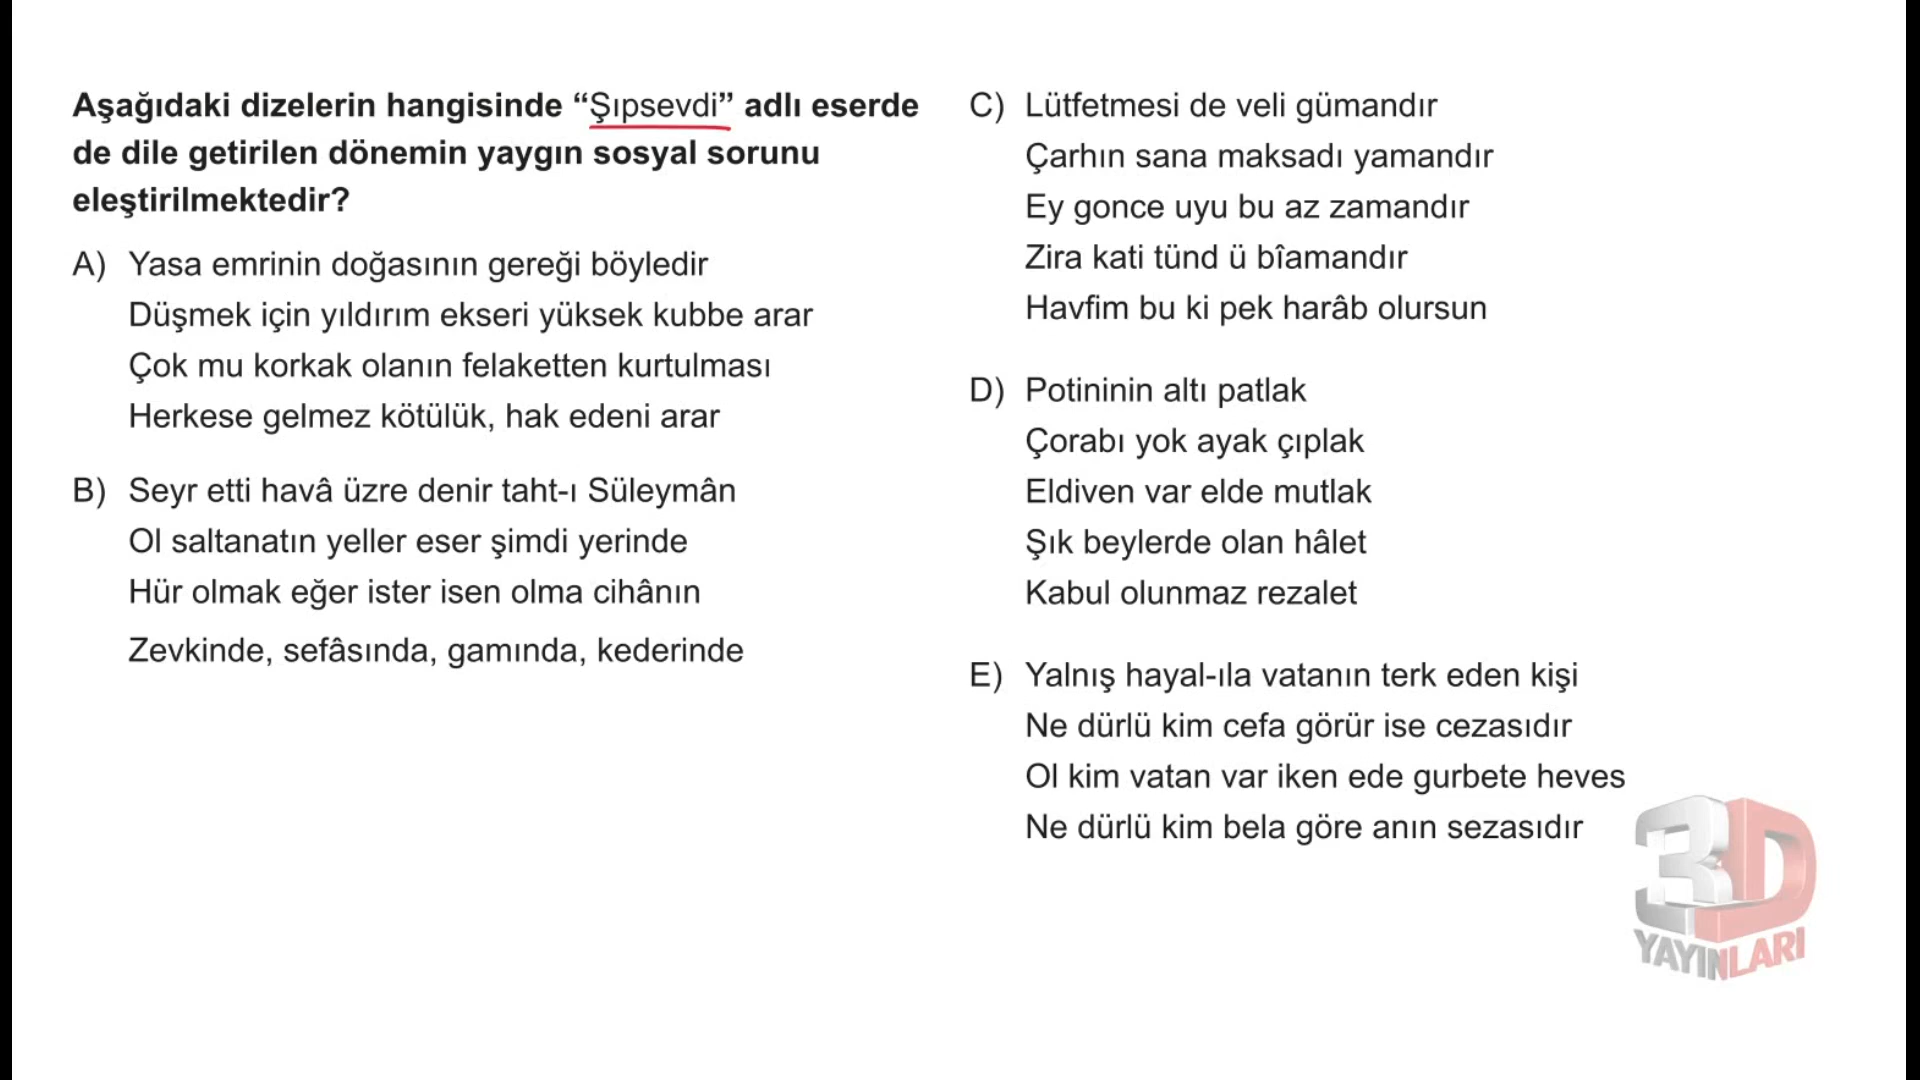 Aşağıdaki dizelerin hangisinde “Şıpsevdi” adlı eserde
de dile getirilen dönemin yaygın sosyal sorunu
eleştirilmektedir?
A) Yasa emrinin doğasının gereği böyledir
Düşmek için yıldırım ekseri yüksek kubbe arar
Çok mu korkak olanın felaketten kurtulması
Herkese gelmez kötülük, hak edeni arar
B) Seyr etti havâ üzre denir taht-ı Süleymân
Ol saltanatın yeller eser şimdi yerinde
Hür olmak eğer ister isen olma cihânın
Zevkinde, sefâsında, gamında, kederinde
C) Lütfetmesi de veli gümandır
Çarhın sana maksadı yamandır
Ey gonce uyu bu az zamandır
Zira kati tünd ü bîamandır
Havfim bu ki pek harâb olursun
D) Potininin altı patlak
Çorabı yok ayak çıplak
Eldiven var elde mutlak
Şık beylerde olan hâlet
Kabul olunmaz rezalet
E) Yalnış hayal-ıla vatanın terk eden kişi
Ne dürlü kim cefa görür ise cezasıdır
Ol kim vatan var iken ede gurbete heves
Ne dürlü kim bela göre anın sezasıdır
3D
YAYINLARI